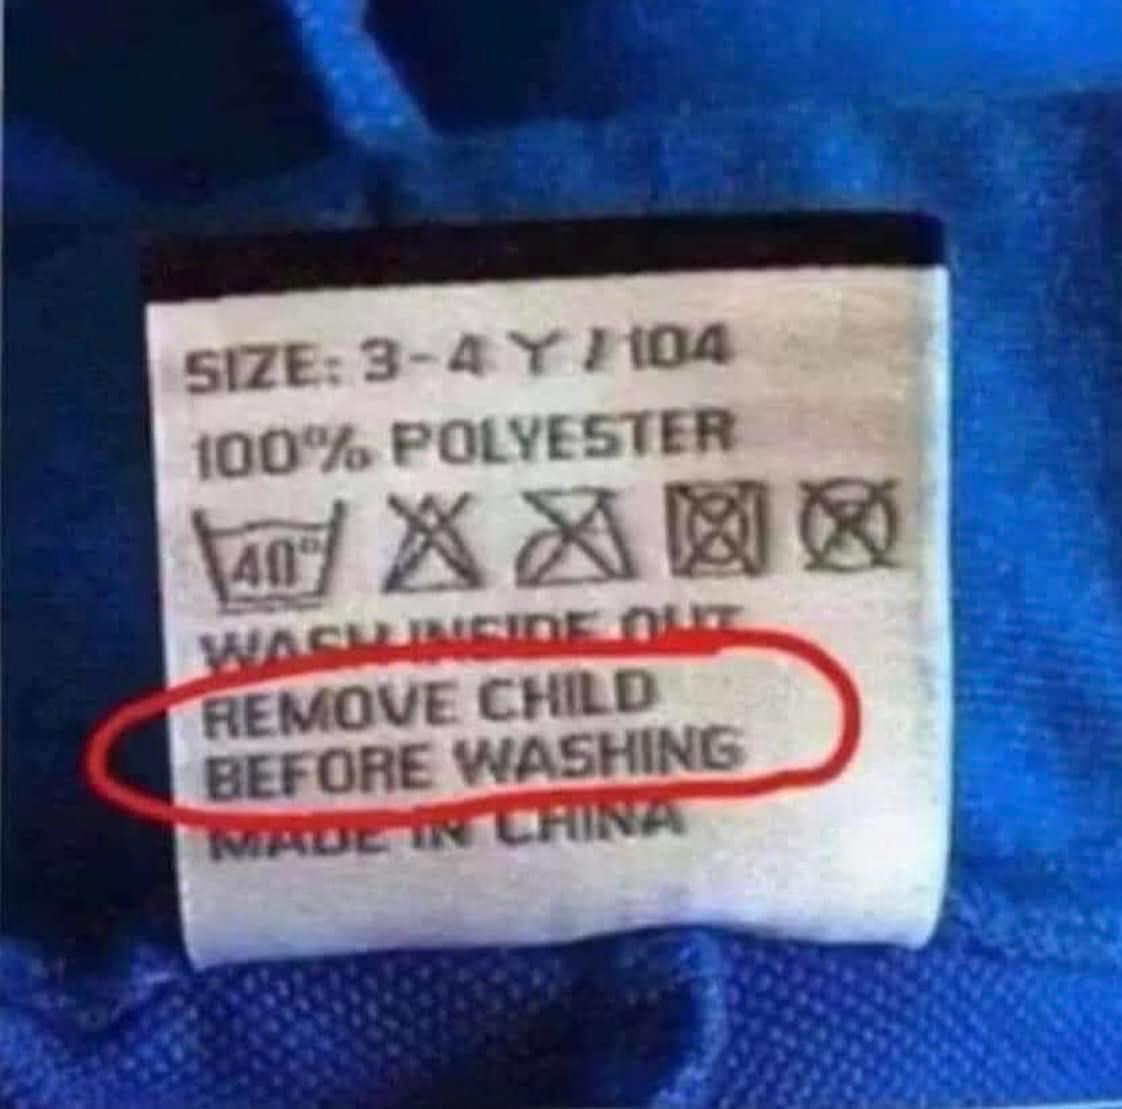 SIZE: 3-4 Y / 104
100% POLYESTER
40°
WASH INSIDE OUT
REMOVE CHILD
BEFORE WASHING
MADE IN CHINA